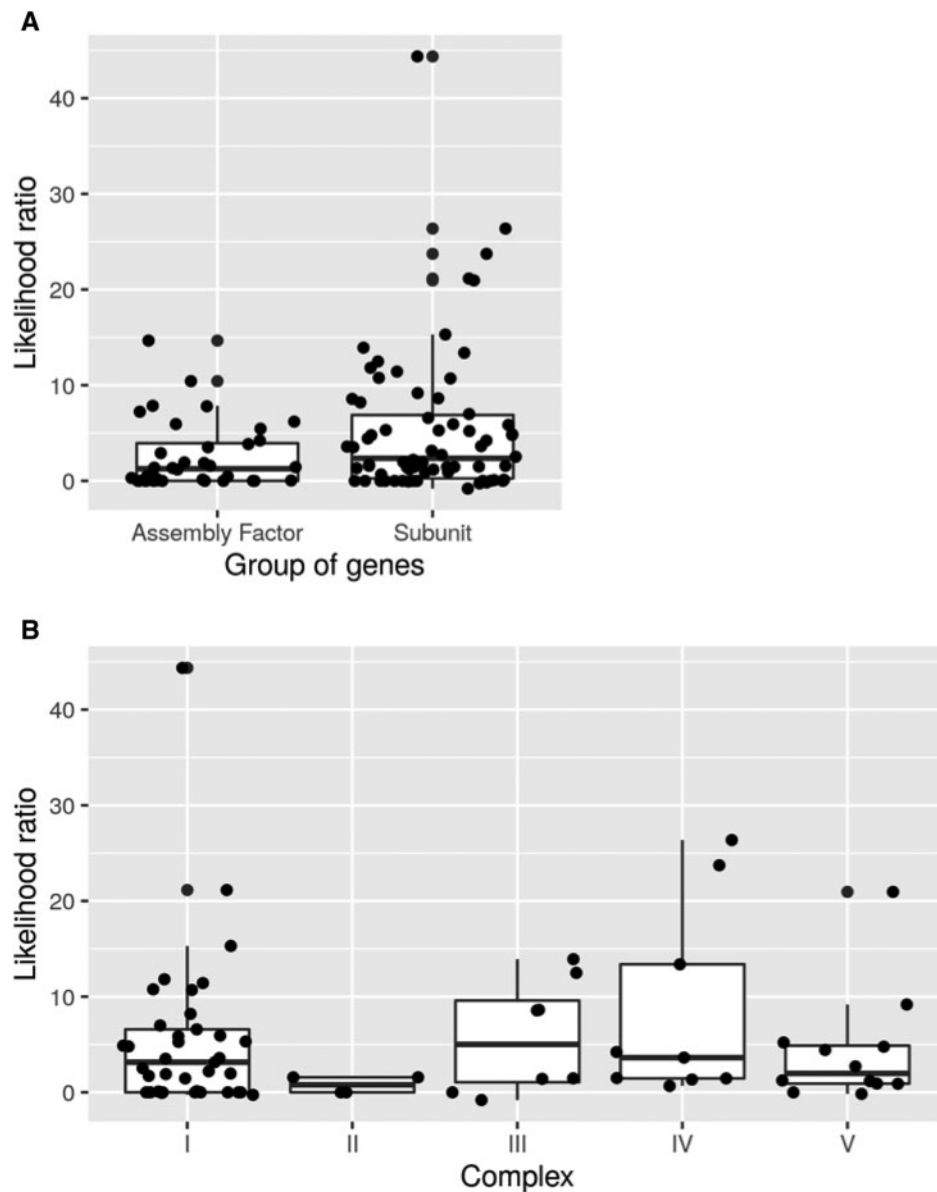 A
Likelihood ratio
40
30
20
10
0
Assembly Factor Subunit
Group of genes
B
Likelihood ratio
40
30
20
10
0
I II III IV V
Complex